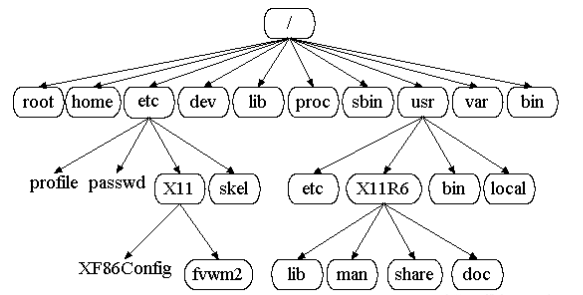 /
root home etc dev lib proc sbin usr var bin
profile passwd X11 skel etc X11R6 bin local
XF86Config fvwm2 lib man share doc